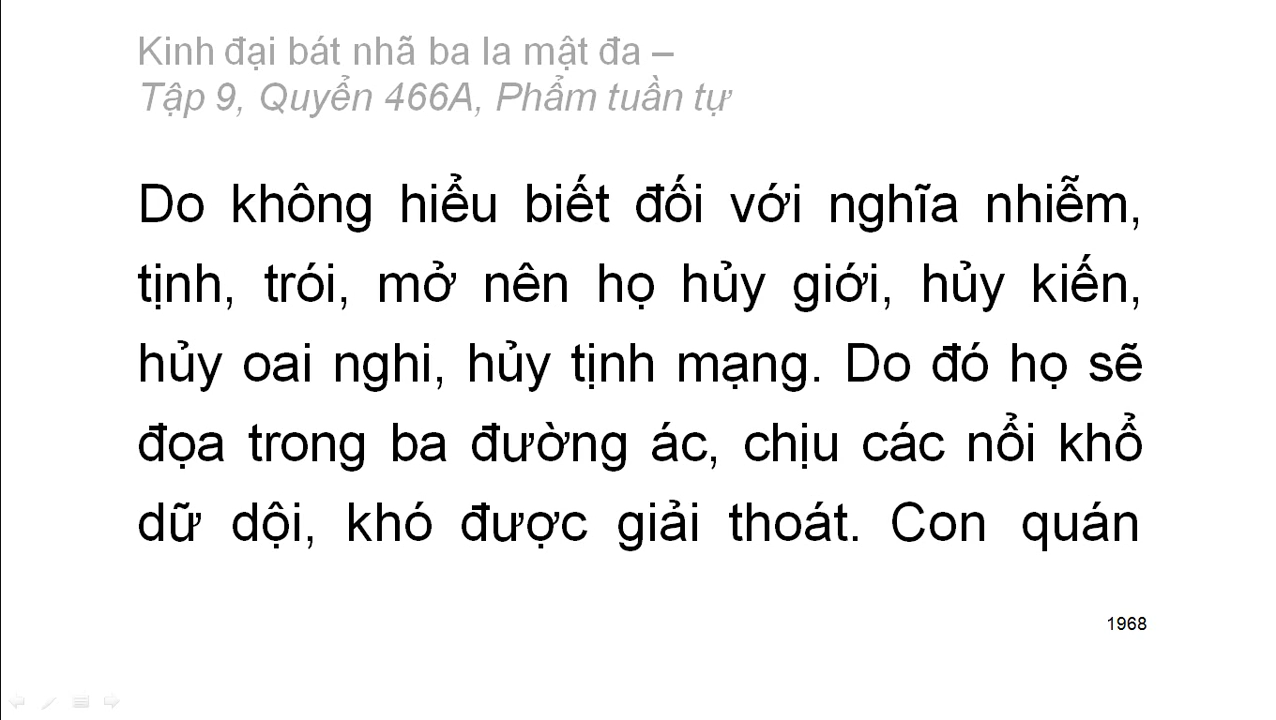 Kinh đại bát nhã ba la mật đa –
Tập 9, Quyển 466A, Phẩm tuần tự
Do không hiểu biết đối với nghĩa nhiễm,
tịnh, trói, mở nên họ hủy giới, hủy kiến,
hủy oai nghi, hủy tịnh mạng. Do đó họ sẽ
đọa trong ba đường ác, chịu các nổi khổ
dữ dội, khó được giải thoát. Con quán
1968